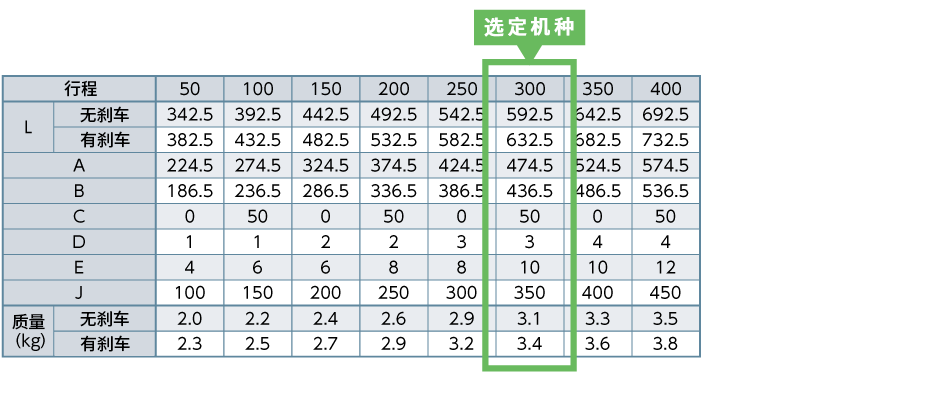 选定机种
行程 50 100 150 200 250 300 350 400
L 无刹车 342.5 392.5 442.5 492.5 542.5 592.5 642.5 692.5
有刹车 382.5 432.5 482.5 532.5 582.5 632.5 682.5 732.5
A 224.5 274.5 324.5 374.5 424.5 474.5 524.5 574.5
B 186.5 236.5 286.5 336.5 386.5 436.5 486.5 536.5
C 0 50 0 50 0 50 0 50
D 1 1 2 2 3 3 4 4
E 4 6 6 8 8 10 10 12
J 100 150 200 250 300 350 400 450
质量 (kg) 无刹车 2.0 2.2 2.4 2.6 2.9 3.1 3.3 3.5
有刹车 2.3 2.5 2.7 2.9 3.2 3.4 3.6 3.8